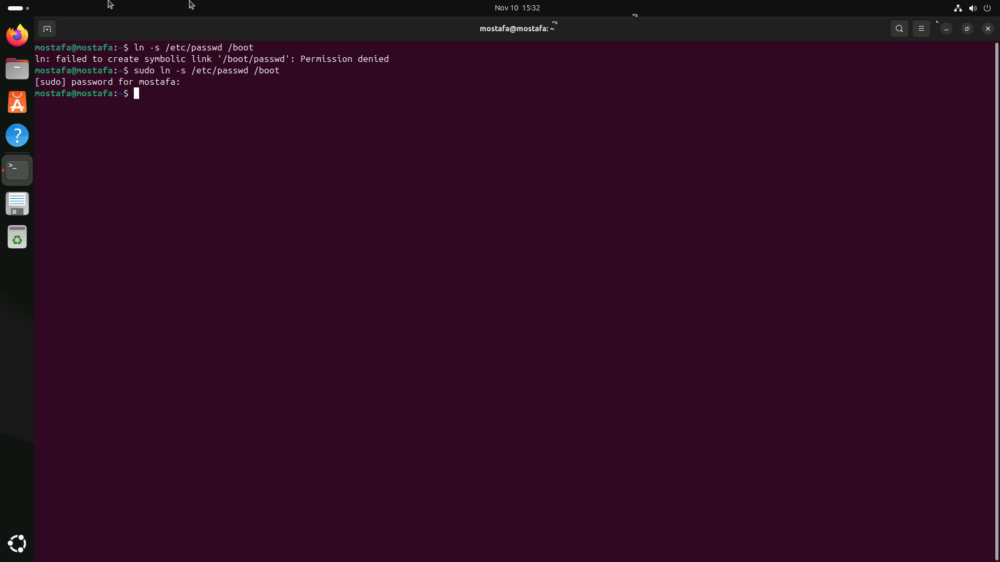 Nov 10 15:32
mostafa@mostafa: ~
mostafa@mostafa:~$ ln -s /etc/passwd /boot
ln: failed to create symbolic link '/boot/passwd': Permission denied
mostafa@mostafa:~$ sudo ln -s /etc/passwd /boot
[sudo] password for mostafa:
mostafa@mostafa:~$